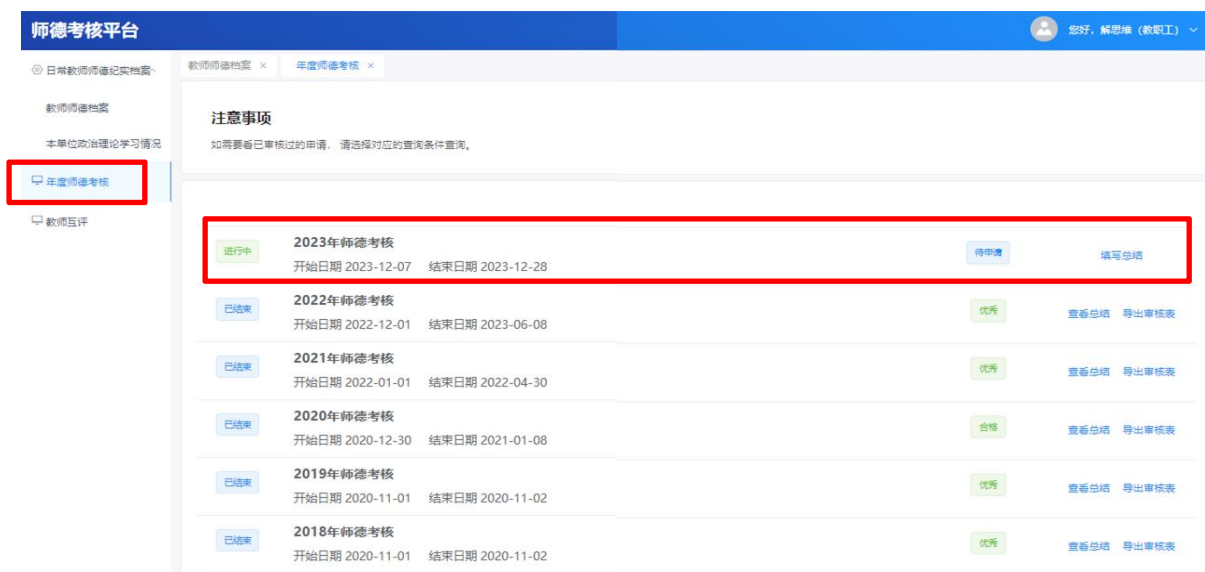 师德考核平台
您好，解思维（教职工）
日常教师师德纪实档案
教师师德档案 ×
年度师德考核 ×
教师师德档案
注意事项
本单位政治理论学习情况
如需要看已审核过的申请， 请选择对应的查询条件查询。
年度师德考核
教师互评
进行中
2023年师德考核
开始日期 2023-12-07 结束日期 2023-12-28
待申请
填写总结
已结束
2022年师德考核
开始日期 2022-12-01 结束日期 2023-06-08
优秀
查看总结 导出审核表
已结束
2021年师德考核
开始日期 2022-01-01 结束日期 2022-04-30
优秀
查看总结 导出审核表
已结束
2020年师德考核
开始日期 2020-12-30 结束日期 2021-01-08
合格
查看总结 导出审核表
已结束
2019年师德考核
开始日期 2020-11-01 结束日期 2020-11-02
优秀
查看总结 导出审核表
已结束
2018年师德考核
开始日期 2020-11-01 结束日期 2020-11-02
优秀
查看总结 导出审核表